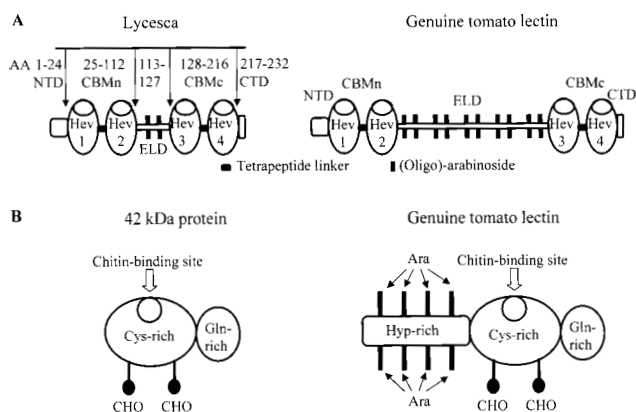 A
Lycesca
Genuine tomato lectin
AA 1-24 25-112 113- 128-216 217-232
NTD CBMn 127 CBMc CTD
Hev 1 Hev 2 ELD Hev 3 Hev 4
NTD CBMn ELD CBMc CTD
Hev 1 Hev 2 Hev 3 Hev 4
Tetrapeptide linker (Oligo)-arabinoside
B
42 kDa protein
Genuine tomato lectin
Chitin-binding site
Cys-rich
Gln-rich
CHO CHO
Ara
Chitin-binding site
Hyp-rich
Cys-rich
Gln-rich
Ara
CHO CHO